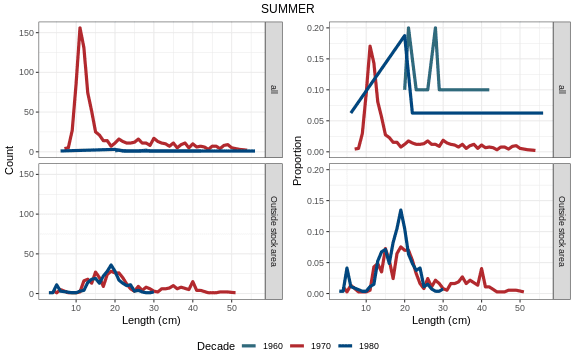 SUMMER
Count
150
100
50
0
all
150
100
50
0
Outside stock area
10 20 30 40 50
Length (cm)
Proportion
0.20
0.15
0.10
0.05
0.00
all
0.20
0.15
0.10
0.05
0.00
Outside stock area
10 20 30 40 50
Length (cm)
Decade 1960 1970 1980